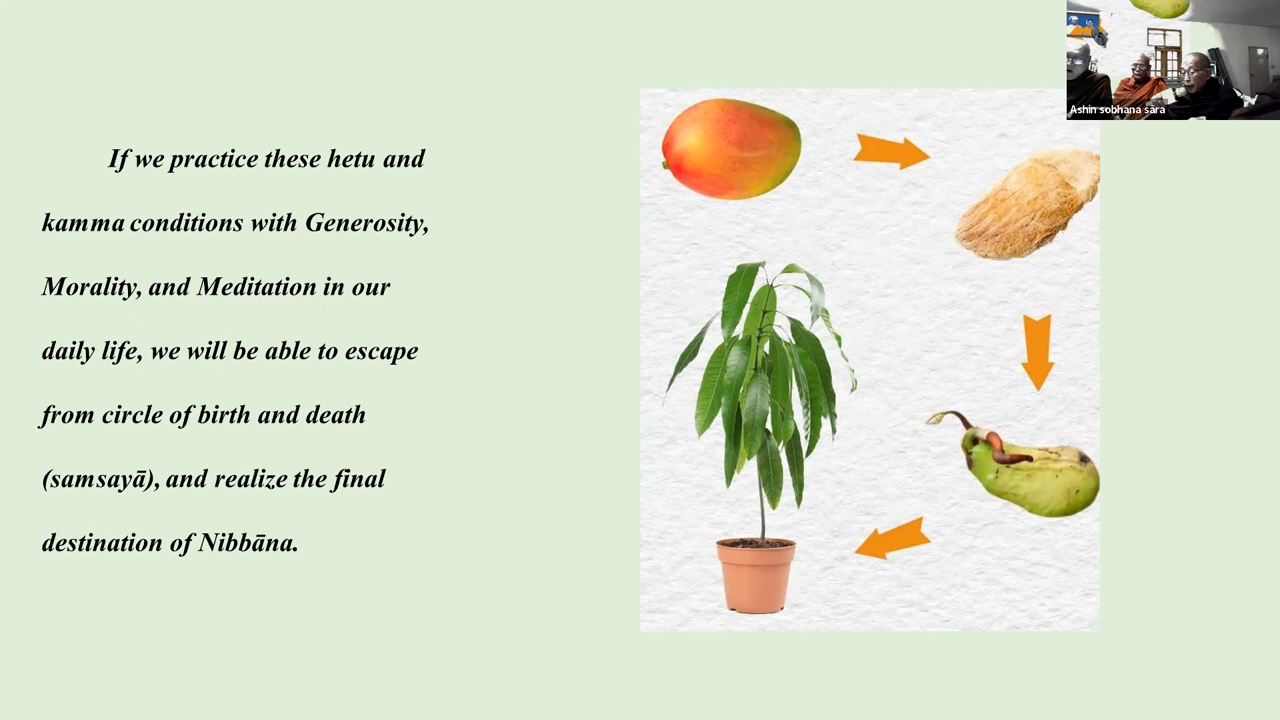 If we practice these hetu and
kamma conditions with Generosity,
Morality, and Meditation in our
daily life, we will be able to escape
from circle of birth and death
(samsayā), and realize the final
destination of Nibbāna.
Ashin sobhana sāra